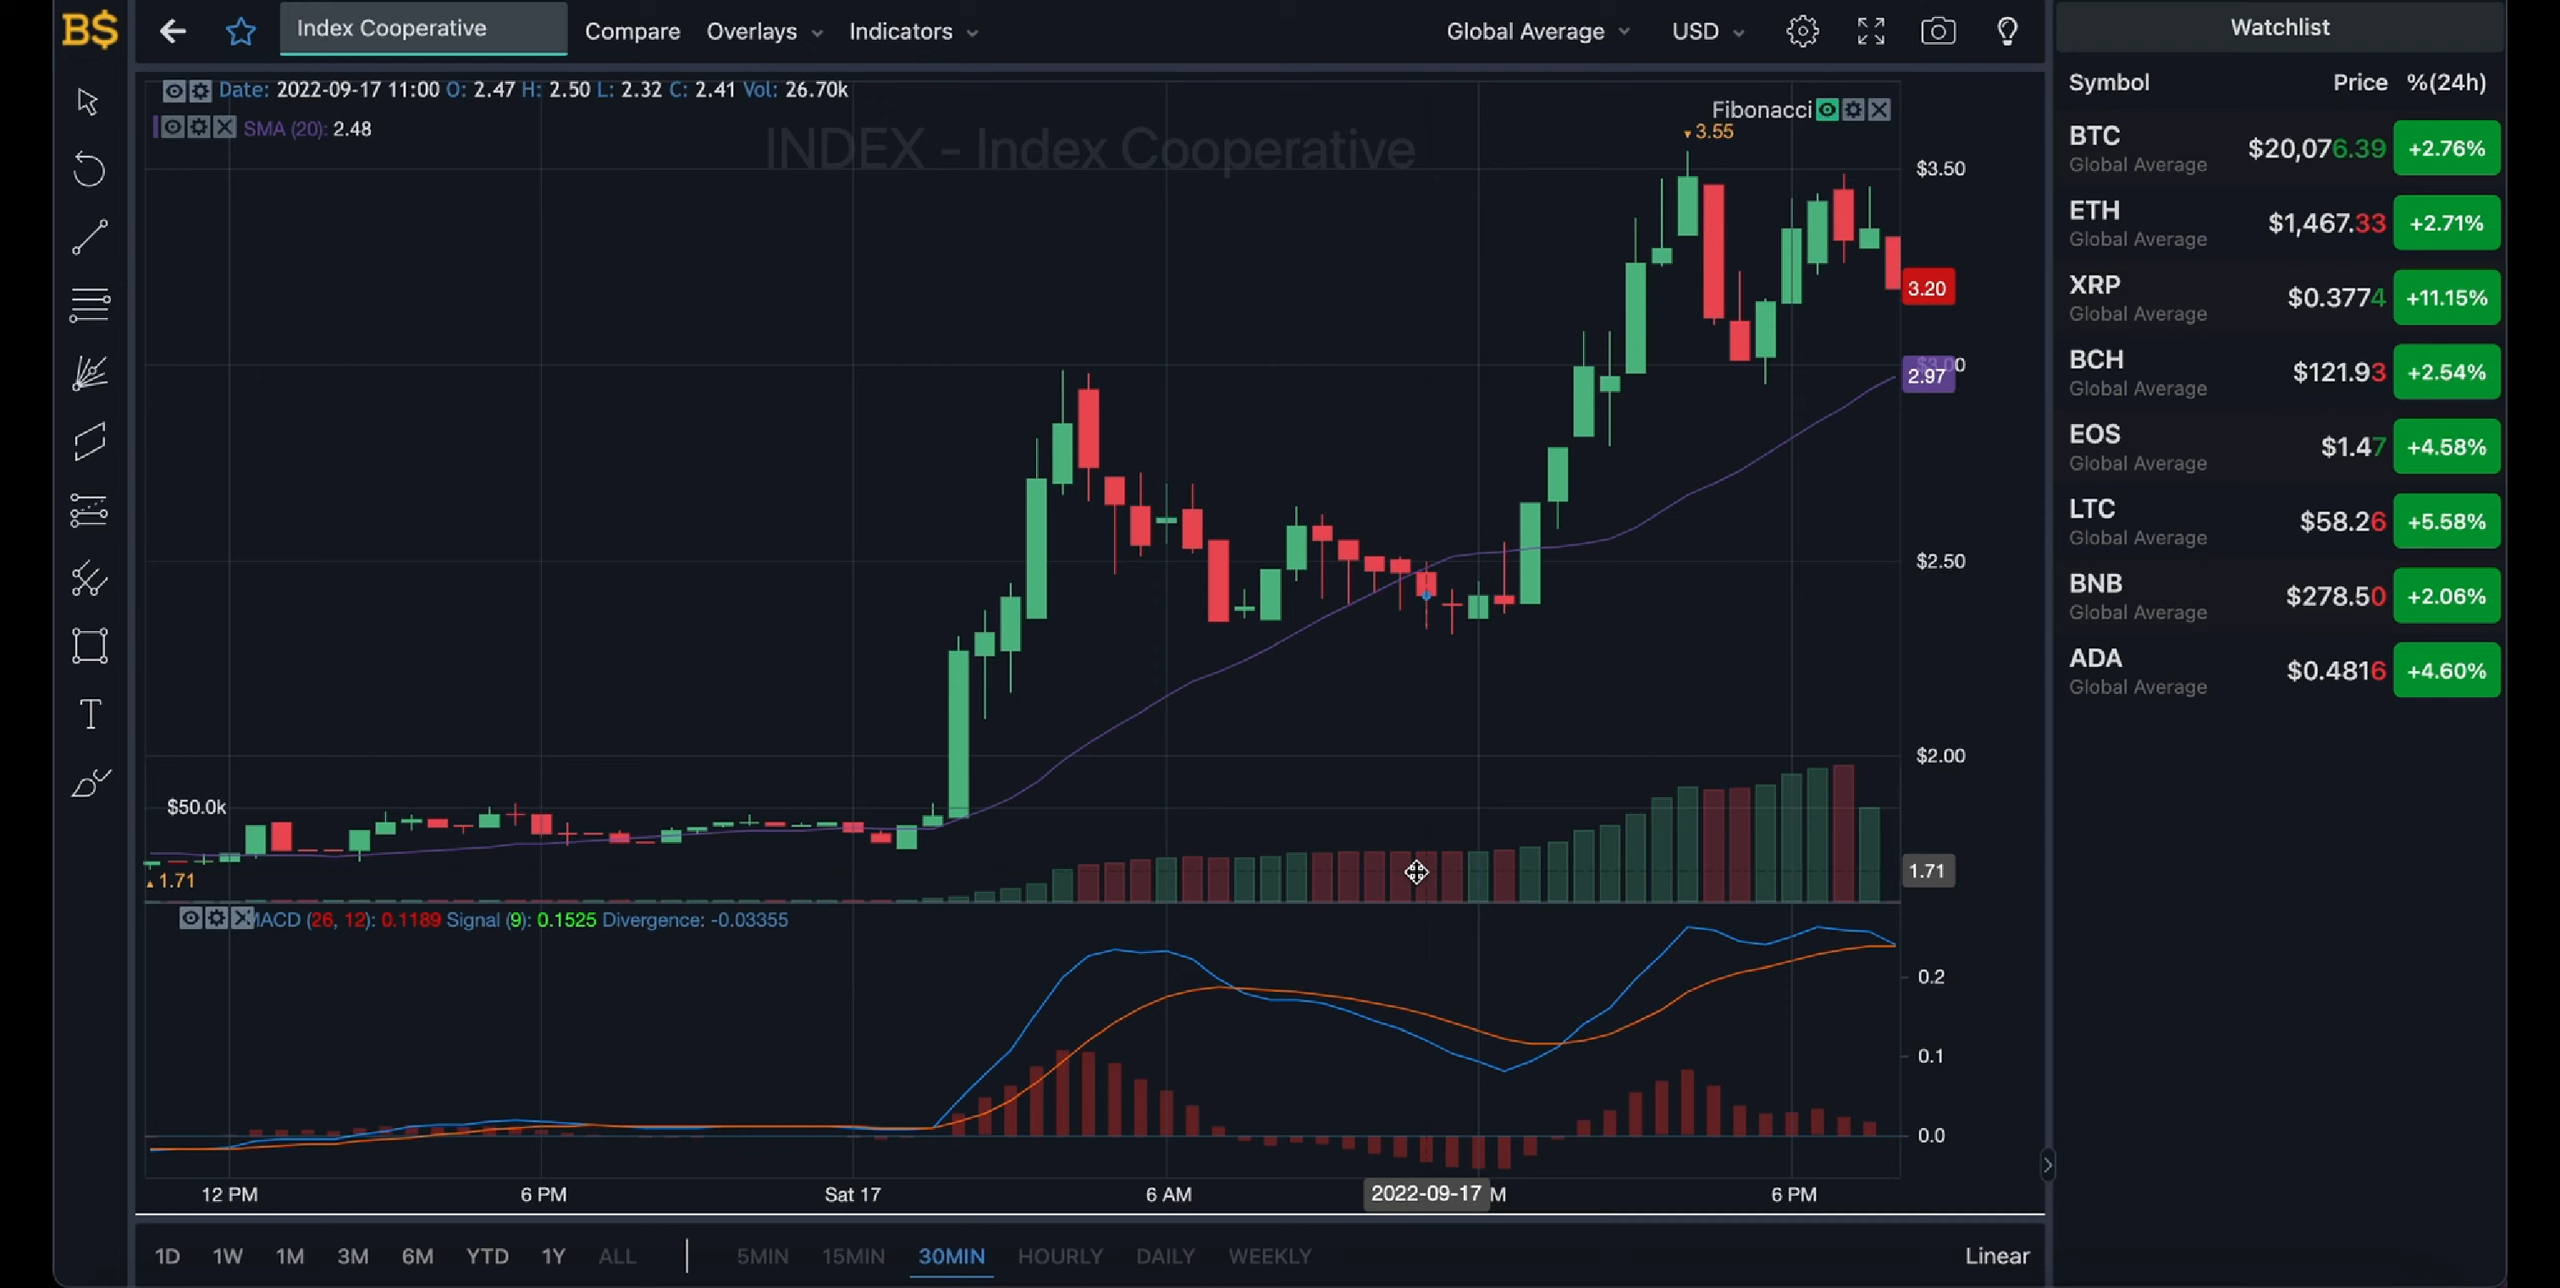 B$
Index Cooperative
Compare
Overlays
Indicators
Global Average
USD
Watchlist
Symbol Price %(24h)
Date: 2022-09-17 11:00 O: 2.47 H: 2.50 L: 2.32 C: 2.41 Vol: 26.70k
SMA (20): 2.48
INDEX - Index Cooperative
Fibonacci
3.55
$3.50
3.20
2.97
$2.50
$2.00
$50.0k
1.71
1.71
MACD (26, 12): 0.1189 Signal (9): 0.1525 Divergence: -0.03355
0.2
0.1
0.0
12 PM 6 PM Sat 17 6 AM 2022-09-17 M 6 PM
1D 1W 1M 3M 6M YTD 1Y ALL 5MIN 15MIN 30MIN HOURLY DAILY WEEKLY Linear
BTC $20,076.39 +2.76%
Global Average
ETH $1,467.33 +2.71%
Global Average
XRP $0.3774 +11.15%
Global Average
BCH $121.93 +2.54%
Global Average
EOS $1.47 +4.58%
Global Average
LTC $58.26 +5.58%
Global Average
BNB $278.50 +2.06%
Global Average
ADA $0.4816 +4.60%
Global Average